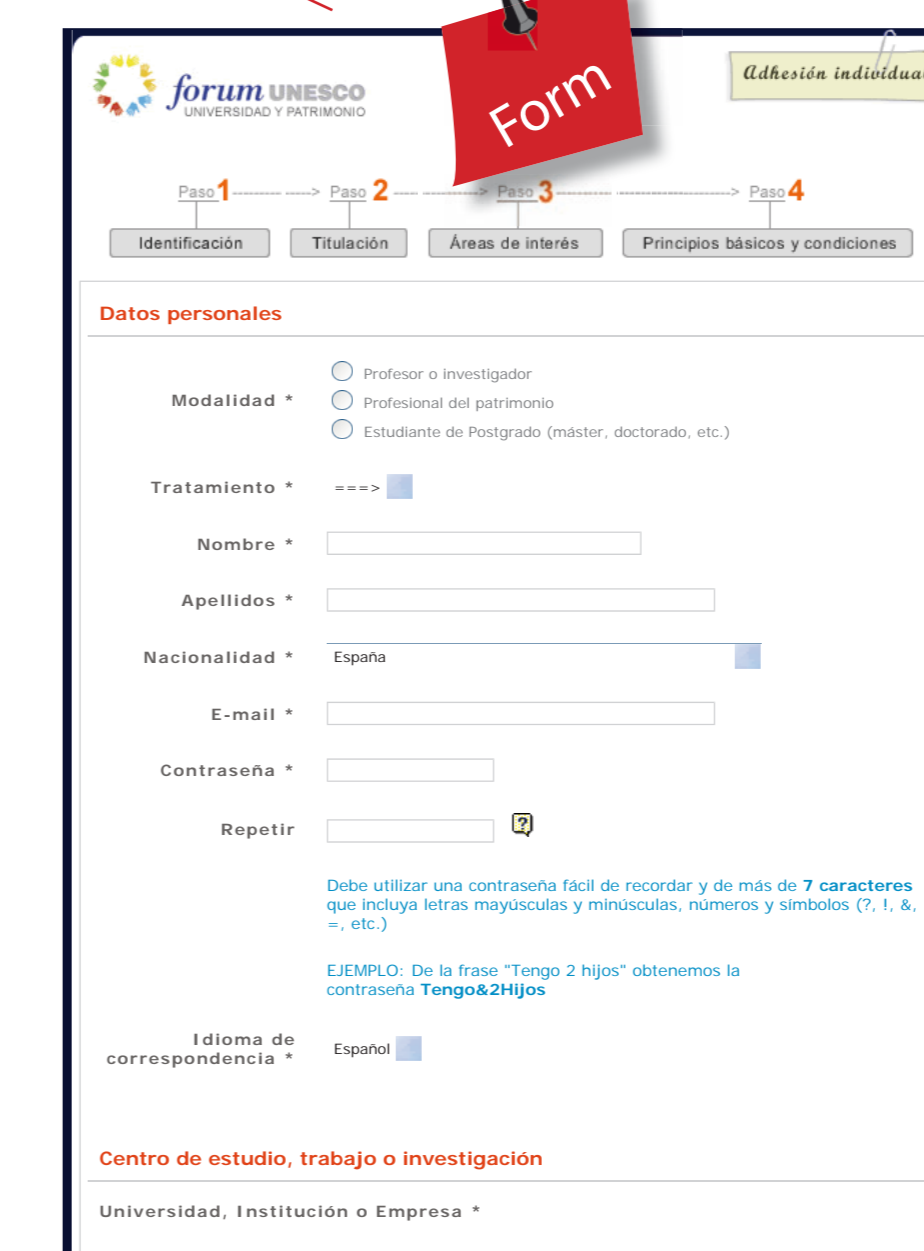 forum UNESCO
UNIVERSIDAD Y PATRIMONIO
Form
Adhesión individual
Paso 1 > Paso 2 > Paso 3 > Paso 4
Identificación Titulación Áreas de interés Principios básicos y condiciones
Datos personales
Modalidad *
Profesor o investigador
Profesional del patrimonio
Estudiante de Postgrado (máster, doctorado, etc.)
Tratamiento * ===>
Nombre *
Apellidos *
Nacionalidad * España
E-mail *
Contraseña *
Repetir ?
Debe utilizar una contraseña fácil de recordar y de más de 7 caracteres
que incluya letras mayúsculas y minúsculas, números y símbolos (?, !, &,
=, etc.)
EJEMPLO: De la frase "Tengo 2 hijos" obtenemos la
contraseña Tengo&2Hijos
Idioma de
correspondencia * Español
Centro de estudio, trabajo o investigación
Universidad, Institución o Empresa *